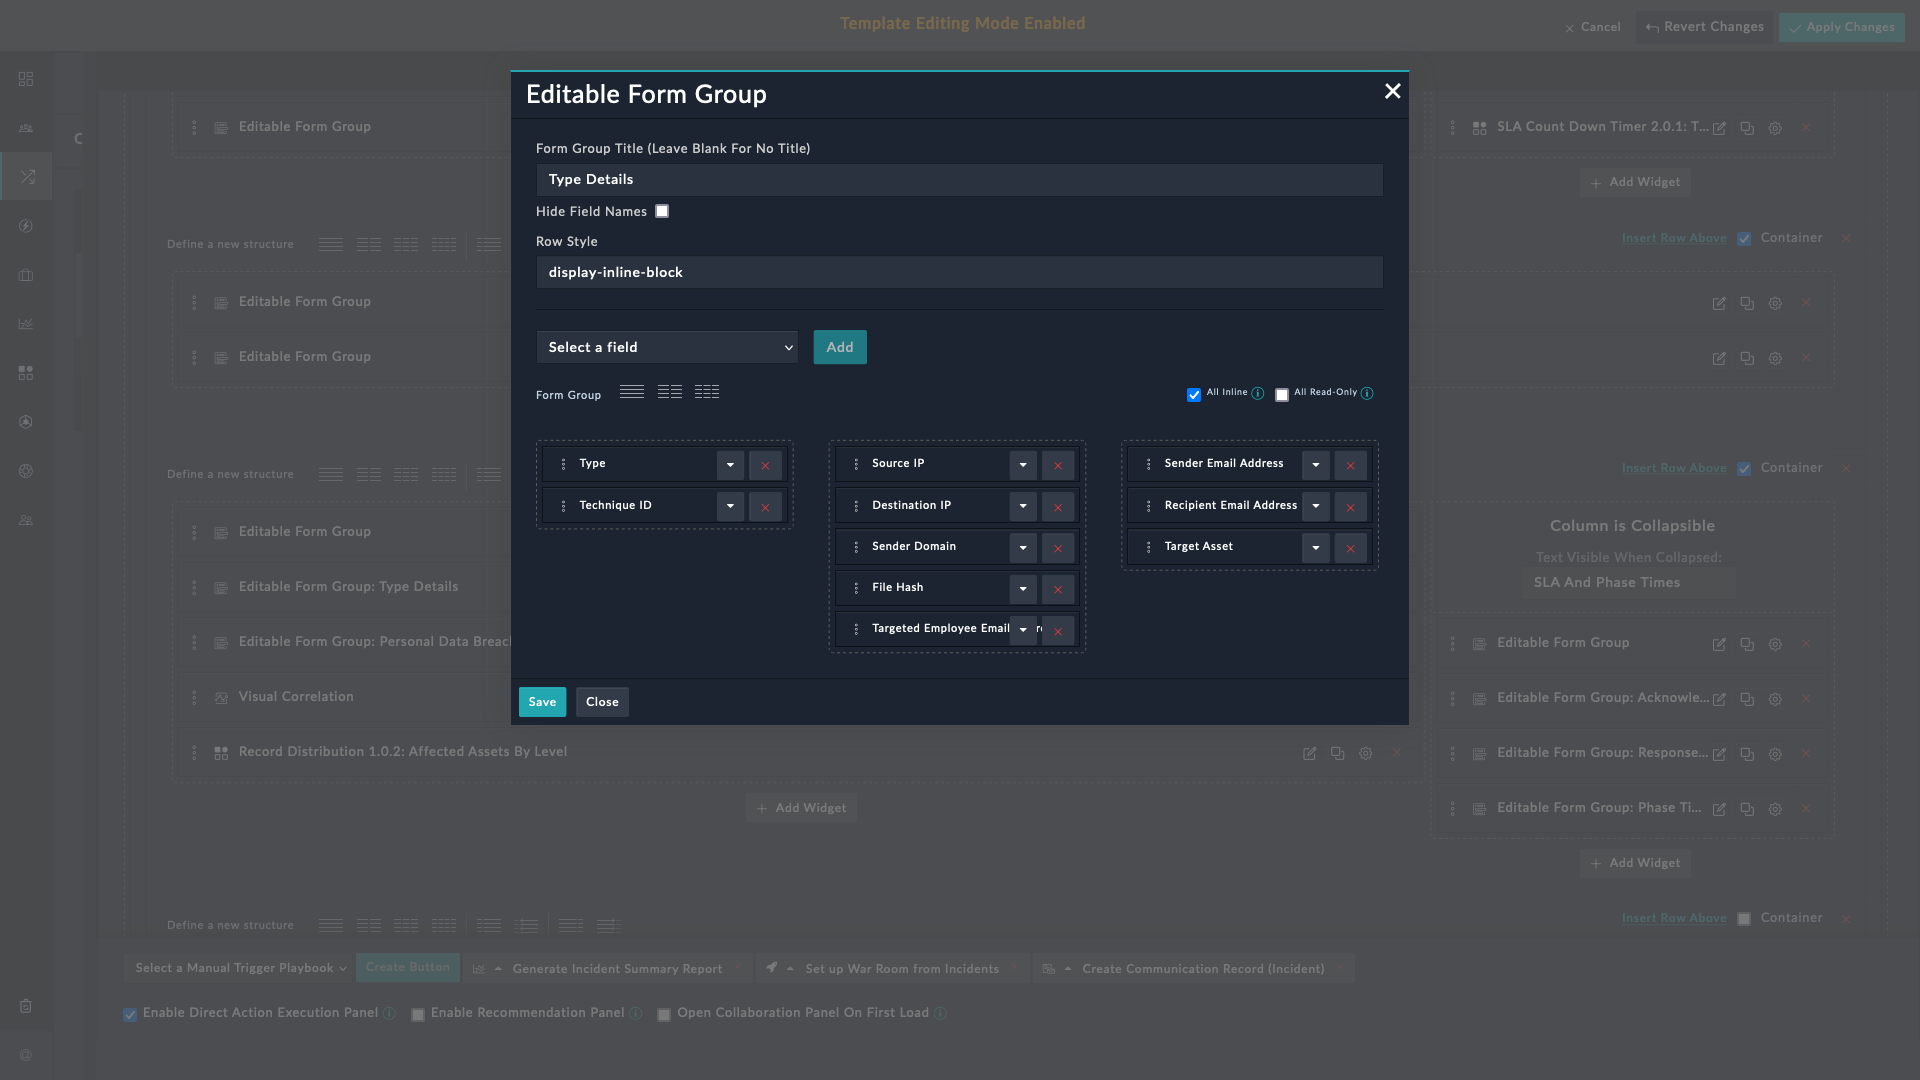 Template Editing Mode Enabled
Cancel
Revert Changes
Apply Changes
Editable Form Group
Form Group Title (Leave Blank For No Title)
Type Details
Hide Field Names
Row Style
display-inline-block
Select a field
Add
Form Group
All Inline
All Read-Only
Type
Technique ID
Source IP
Destination IP
Sender Domain
File Hash
Targeted Employee Email
Sender Email Address
Recipient Email Address
Target Asset
Save
Close
Editable Form Group
SLA Count Down Timer 2.0.1: T...
Add Widget
Define a new structure
Insert Row Above
Container
Editable Form Group
Editable Form Group
Define a new structure
Insert Row Above
Container
Editable Form Group
Editable Form Group: Type Details
Editable Form Group: Personal Data Breac
Visual Correlation
Record Distribution 1.0.2: Affected Assets By Level
Add Widget
Column is Collapsible
Text Visible When Collapsed:
SLA And Phase Times
Editable Form Group
Editable Form Group: Acknowle...
Editable Form Group: Response...
Editable Form Group: Phase Ti...
Add Widget
Define a new structure
Insert Row Above
Container
Select a Manual Trigger Playbook
Create Button
Generate Incident Summary Report
Set up War Room from Incidents
Create Communication Record (Incident)
Enable Direct Action Execution Panel
Enable Recommendation Panel
Open Collaboration Panel On First Load